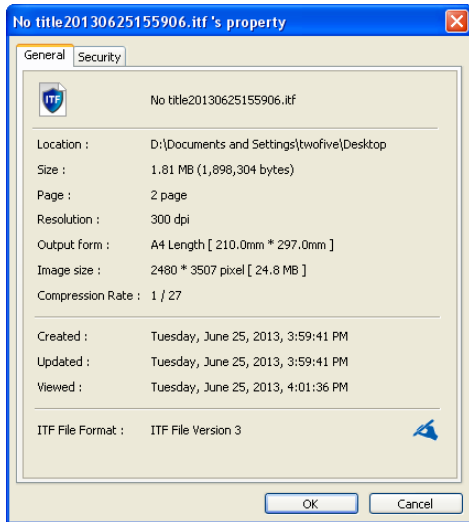 No title20130625155906.itf 's property
General Security
ITF No title20130625155906.itf
Location : D:\Documents and Settings\twofive\Desktop
Size : 1.81 MB (1,898,304 bytes)
Page : 2 page
Resolution : 300 dpi
Output form : A4 Length [ 210.0mm * 297.0mm ]
Image size : 2480 * 3507 pixel [ 24.8 MB ]
Compression Rate : 1 / 27
Created : Tuesday, June 25, 2013, 3:59:41 PM
Updated : Tuesday, June 25, 2013, 3:59:41 PM
Viewed : Tuesday, June 25, 2013, 4:01:36 PM
ITF File Format : ITF File Version 3
OK Cancel